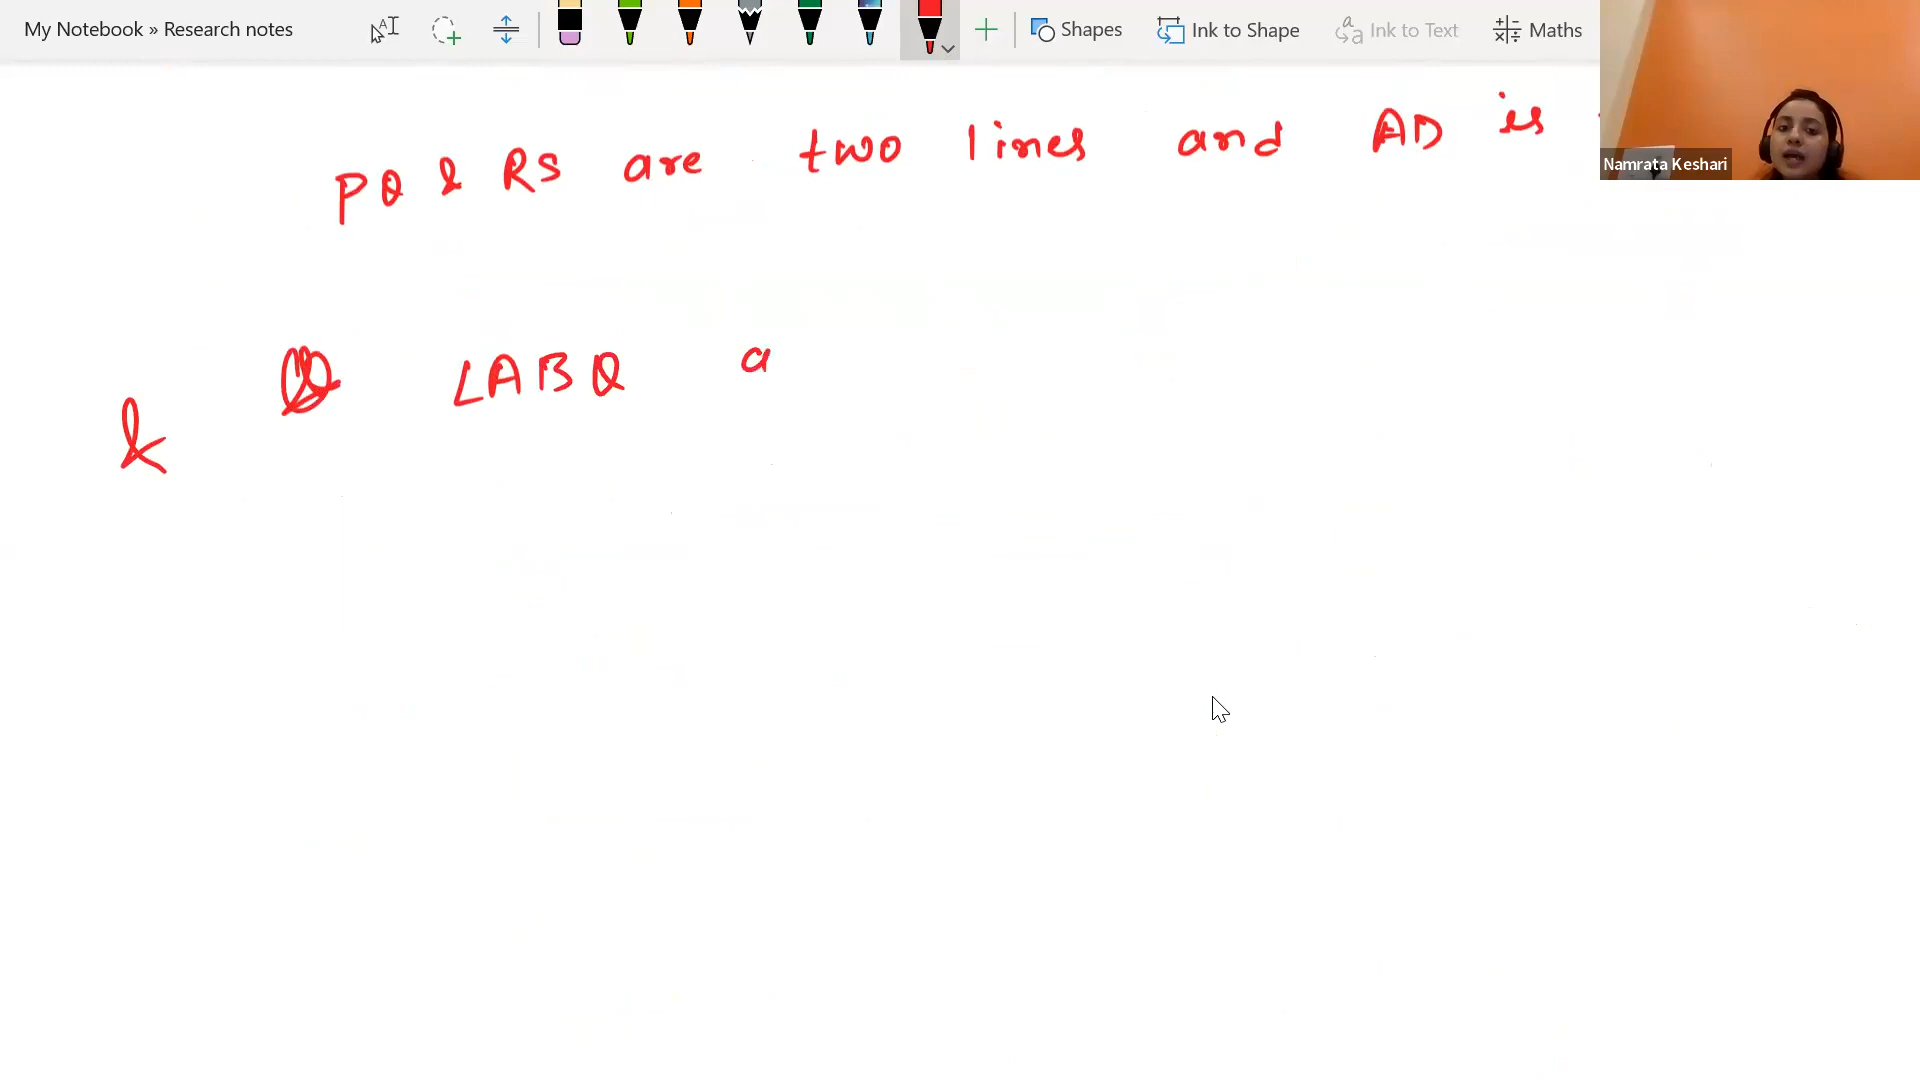 My Notebook » Research notes
Shapes
Ink to Shape
Ink to Text
Maths
Namrata Keshari
PQ & RS are two lines and AD is
& ∠ABQ a